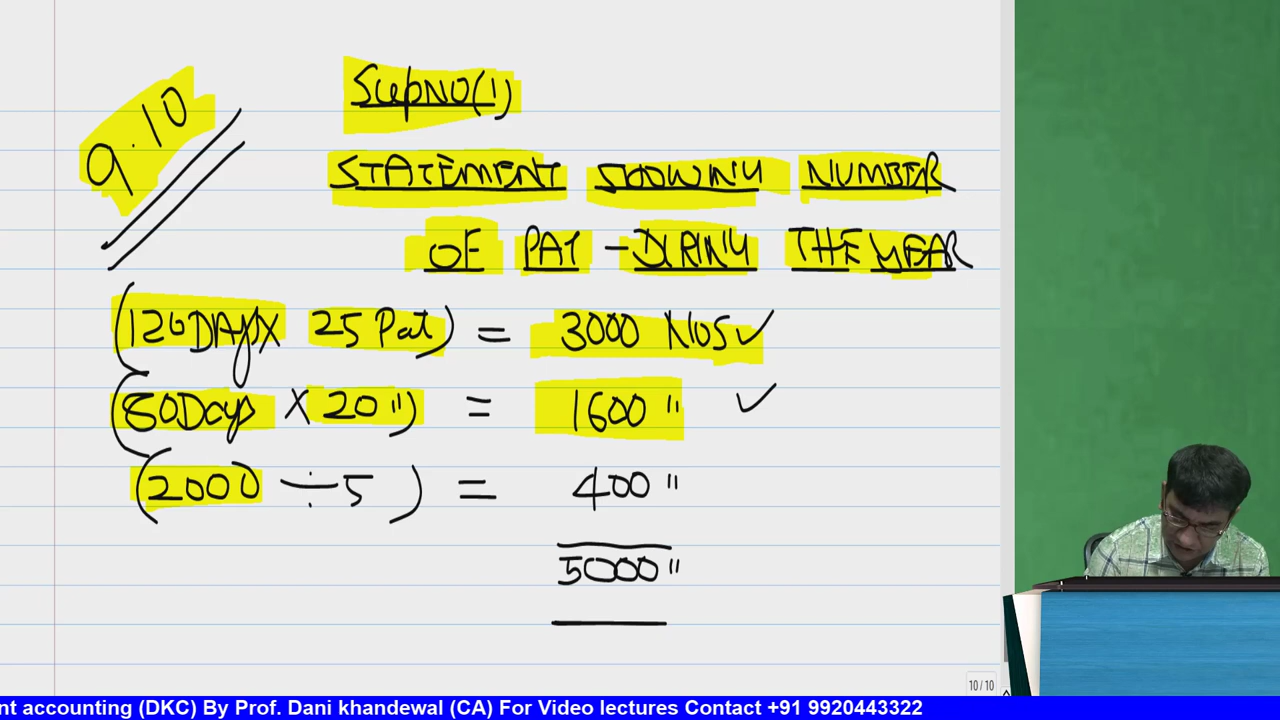 9.10
SupNO(1)
STATEMENT SHOWING NUMBER
OF PAT - DURING THE YEAR
(120DAys X 25 Pat) = 3000 NOS ✓
(80Days X 20 ") = 1600 " ✓
(2000 ÷ 5) = 400 "
5000 "
10/10
nt accounting (DKC) By Prof. Dani khandewal (CA) For Video lectures Contact +91 9920443322